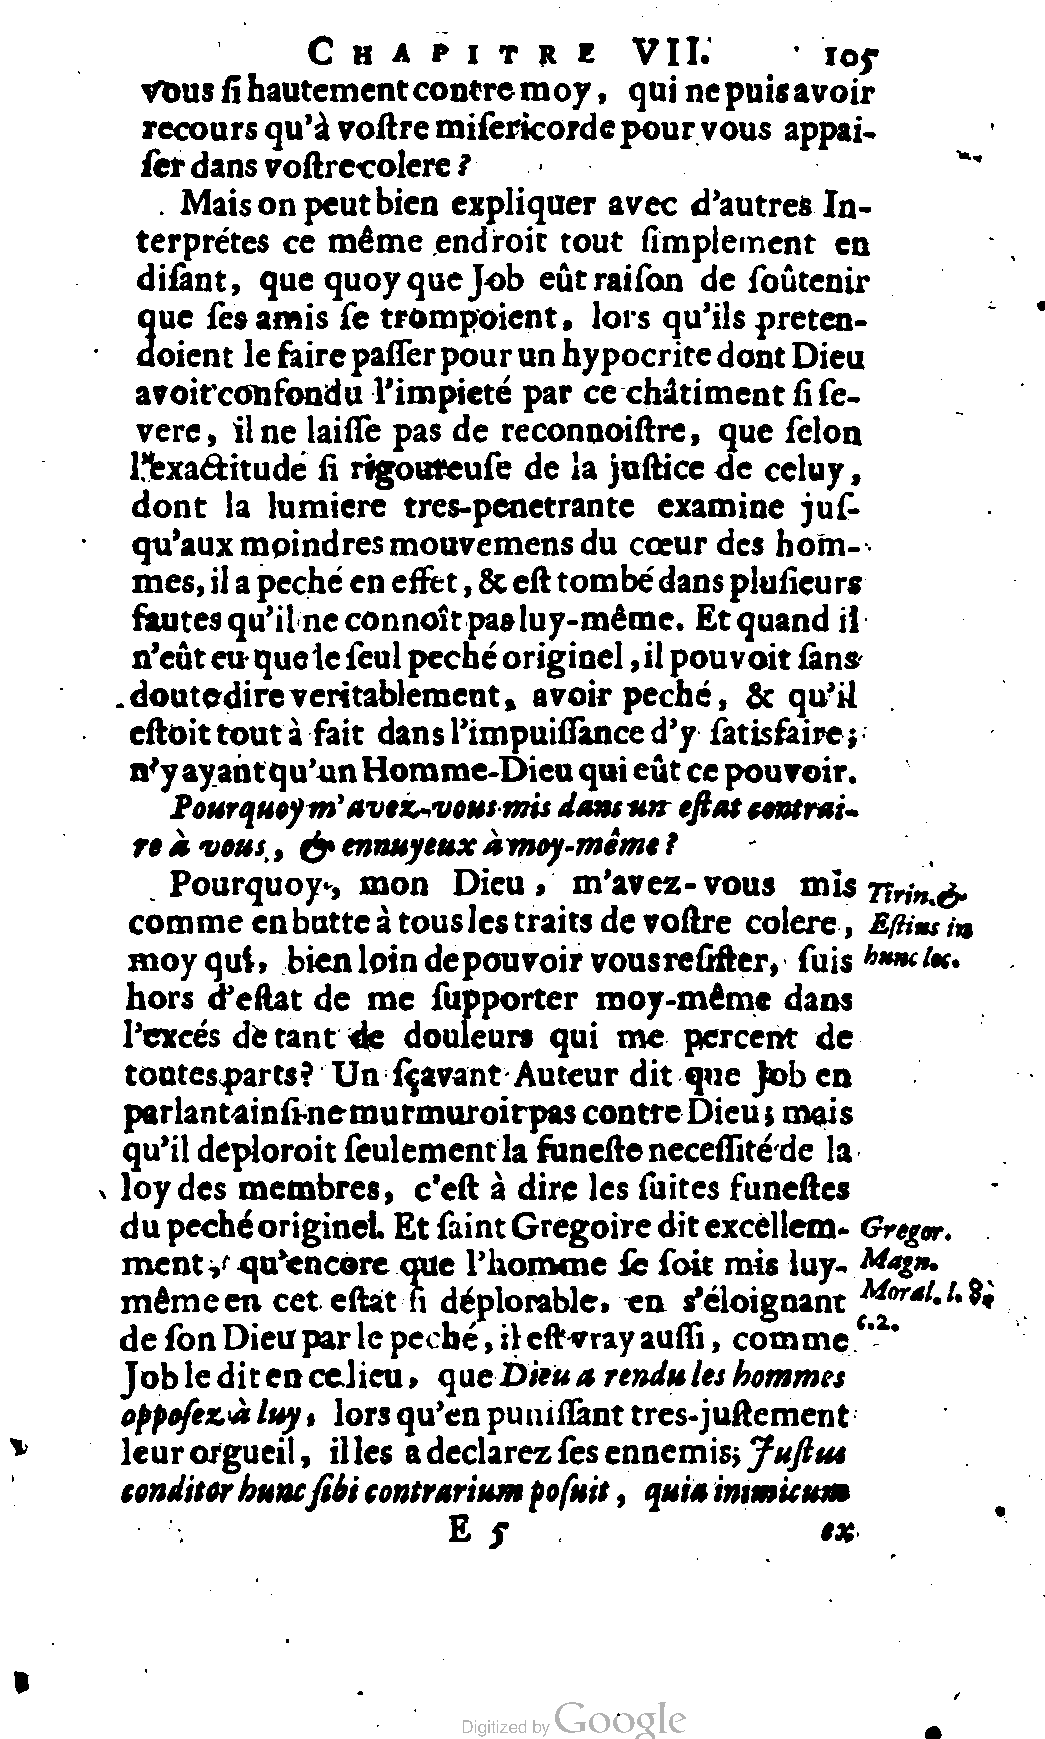 CHAPITRE VII. 105
vous ſi hautement contre moy, qui ne puis avoir
recours qu'à voſtre miſericorde pour vous appai-
ſer dans voſtre colere?
Mais on peut bien expliquer avec d'autres In-
terprétes ce même endroit tout ſimplement en
diſant, que quoy que Job eût raiſon de ſoûtenir
que ſes amis ſe trompoient, lors qu'ils preten-
doient le faire paſſer pour un hypocrite dont Dieu
avoit confondu l'impieté par ce châtiment ſi ſe-
vere, il ne laiſſe pas de reconnoiſtre, que ſelon
l'exactitude ſi rigoureuſe de la juſtice de celuy,
dont la lumiere tres-penetrante examine juſ-
qu'aux moindres mouvemens du cœur des hom-
mes, il a peché en effet, & eſt tombé dans pluſieurs
fautes qu'il ne connoît pas luy-même. Et quand il
n'eût eu que le ſeul peché originel, il pouvoit ſans
doute dire veritablement, avoir peché, & qu'il
eſtoit tout à fait dans l'impuiſſance d'y ſatisfaire;
n'y ayant qu'un Homme-Dieu qui eût ce pouvoir.
Pourquoy m'avez-vous mis dans un eſtat contrai-
re à vous, & ennuyeux à moy-même?
Pourquoy, mon Dieu, m'avez-vous mis
comme en butte à tous les traits de voſtre colere,
moy qui, bien loin de pouvoir vous reſiſter, ſuis
hors d'eſtat de me ſupporter moy-même dans
l'excés de tant de douleurs qui me percent de
toutes parts? Un ſçavant Auteur dit que Job en
parlant ainſi ne murmuroit pas contre Dieu; mais
qu'il deploroit ſeulement la funeſte neceſſité de la
loy des membres, c'eſt à dire les ſuites funeſtes
du peché originel. Et ſaint Gregoire dit excellem-
ment, qu'encore que l'homme ſe ſoit mis luy-
même en cet eſtat ſi déplorable, en s'éloignant
de ſon Dieu par le peché, il eſt vray auſſi, comme
Job le dit en ce lieu, que Dieu a rendu les hommes
oppoſez à luy, lors qu'en puniſſant tres-juſtement
leur orgueil, il les a declarez ſes ennemis; Juſtus
conditor hunc ſibi contrarium poſuit, quia inimicum
E 5 ex
Tirin. &
Eſtius in
hunc loc.
Gregor.
Magn.
Moral. l. 8.
c. 2.
Digitized by Google